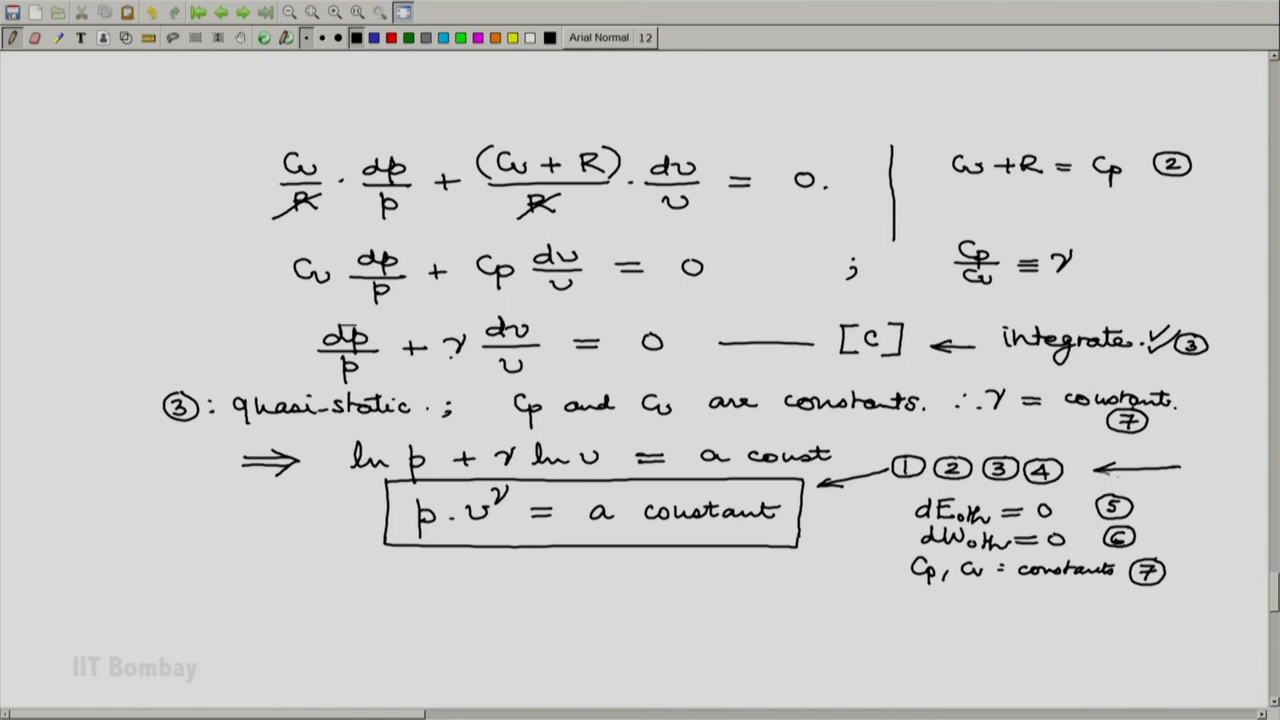 Arial Normal 12
Cv/R · dp/p + (Cv + R)/R · dv/v = 0. | Cv + R = Cp ②
Cv dp/p + Cp dv/v = 0 ; Cp/Cv ≡ γ
dp/p + γ dv/v = 0 —— [C] ← integrate. ✓✓ ③
③ : quasi-static. ; Cp and Cv are constants. ∴ γ = constant. ⑦
⇒ ln p + γ ln v = a const
① ② ③ ④ ←
p · v^γ = a constant
dE_oth = 0 ⑤
dW_oth = 0 ⑥
Cp, Cv = constants ⑦
IIT Bombay